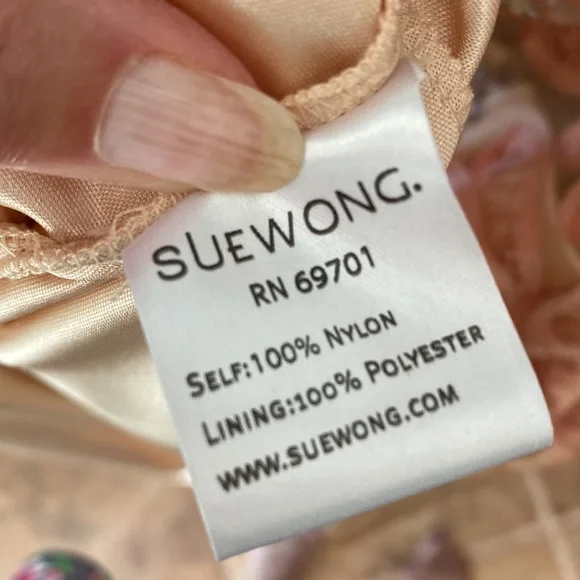 SUEWONG.
RN 69701
SELF:100% NYLON
LINING:100% POLYESTER
WWW.SUEWONG.COM